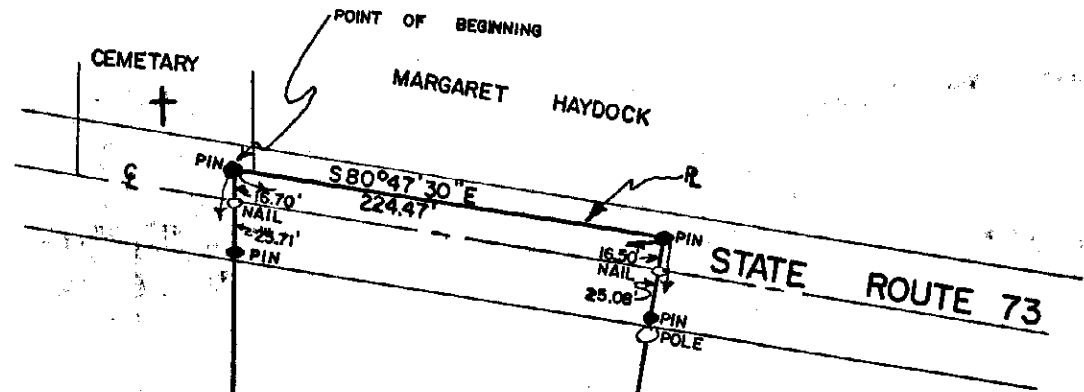 POINT OF BEGINNING
CEMETARY
MARGARET HAYDOCK
PIN
S80°47'30"E
224.47'
℄
16.70'
NAIL
25.71'
PIN
PIN
16.50'
NAIL
25.08'
PIN
POLE
STATE ROUTE 73